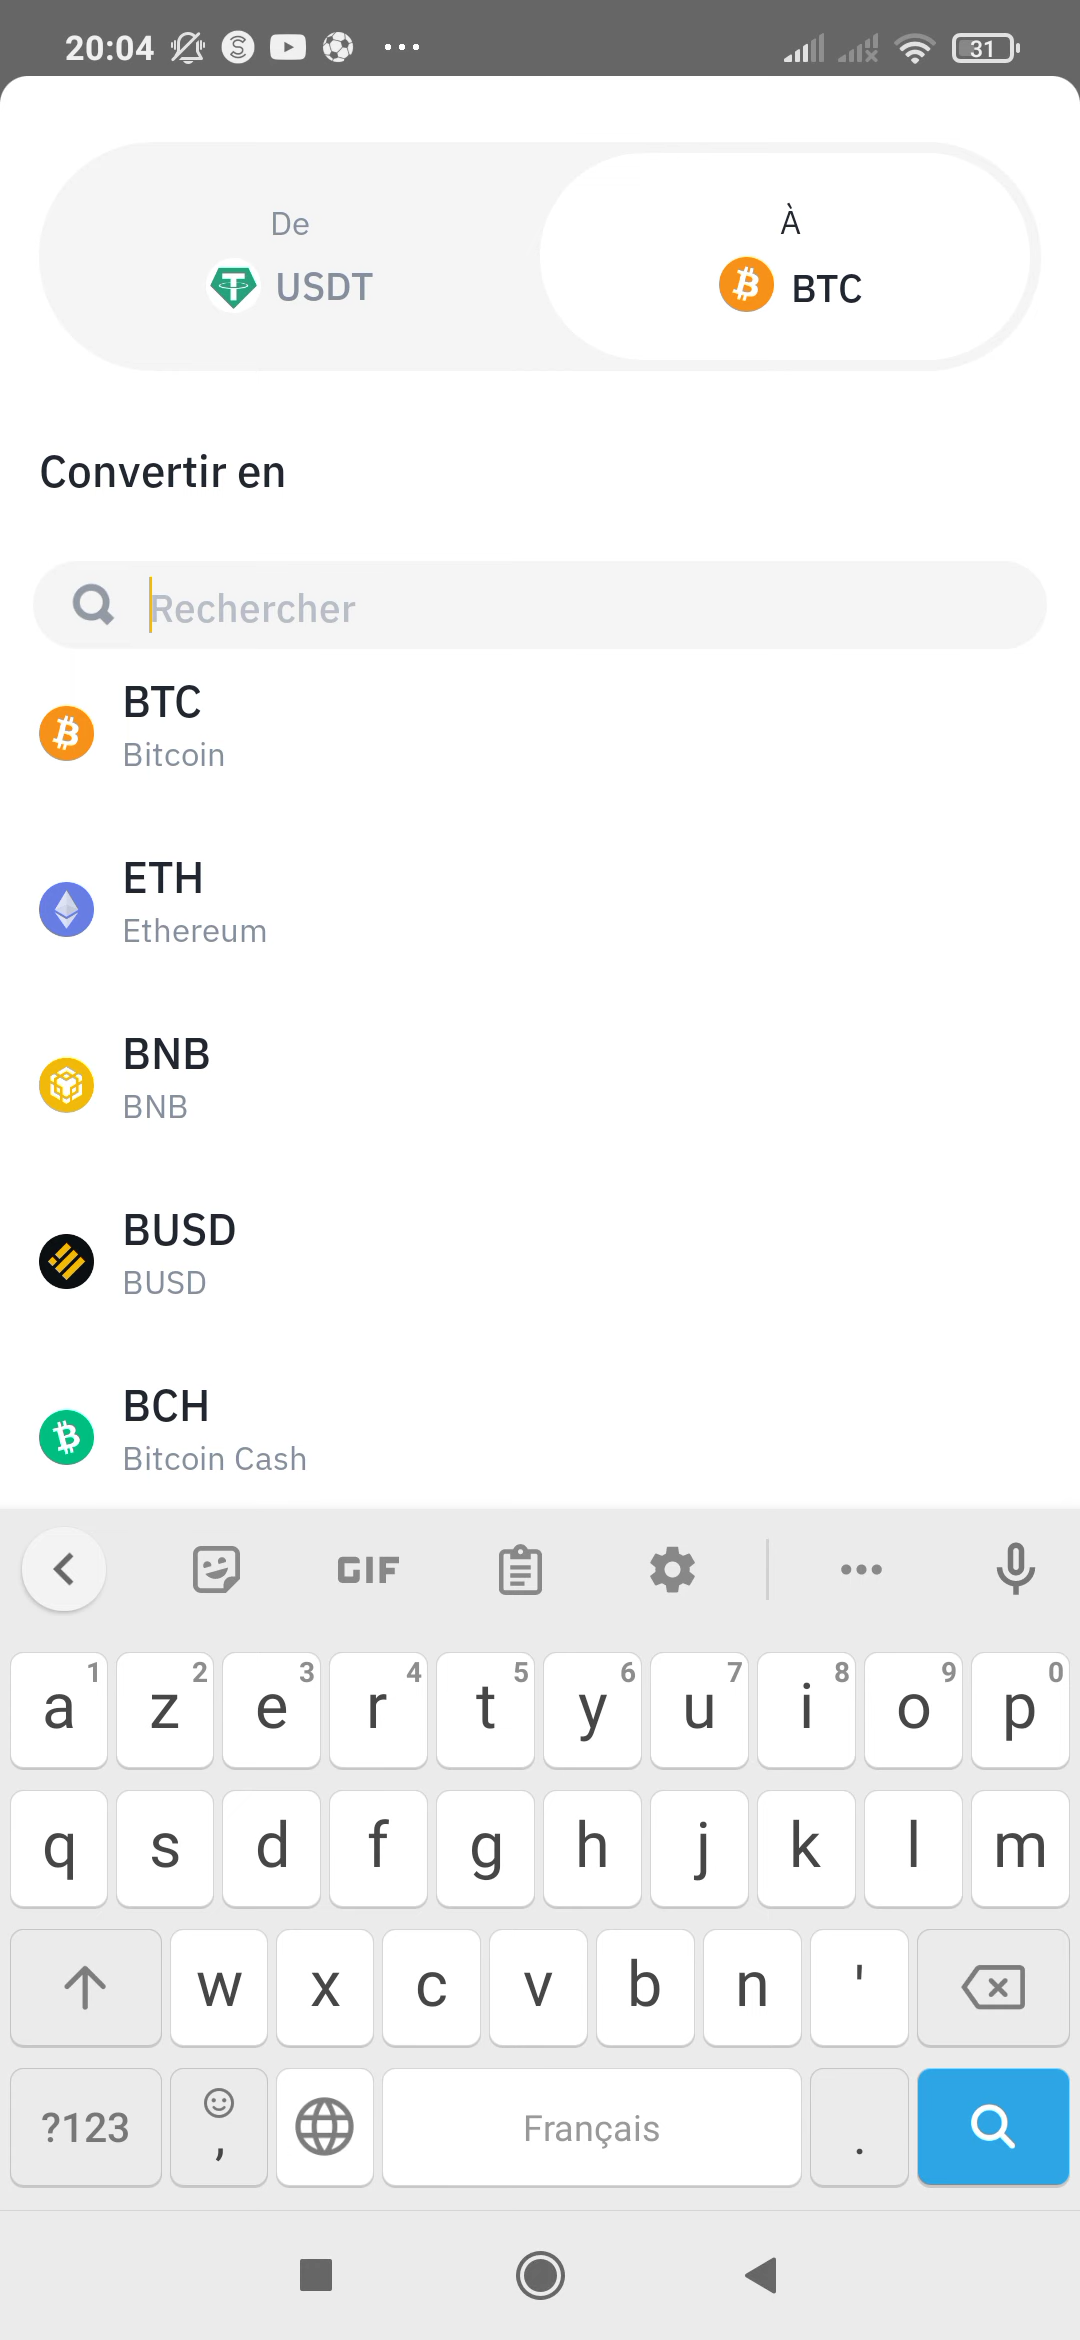 20:04
31
De
USDT
À
BTC
Convertir en
Rechercher
BTC
Bitcoin
ETH
Ethereum
BNB
BNB
BUSD
BUSD
BCH
Bitcoin Cash
GIF
a 1 z 2 e 3 r 4 t 5 y 6 u 7 i 8 o 9 p 0
q s d f g h j k l m
w x c v b n '
?123 , Français .